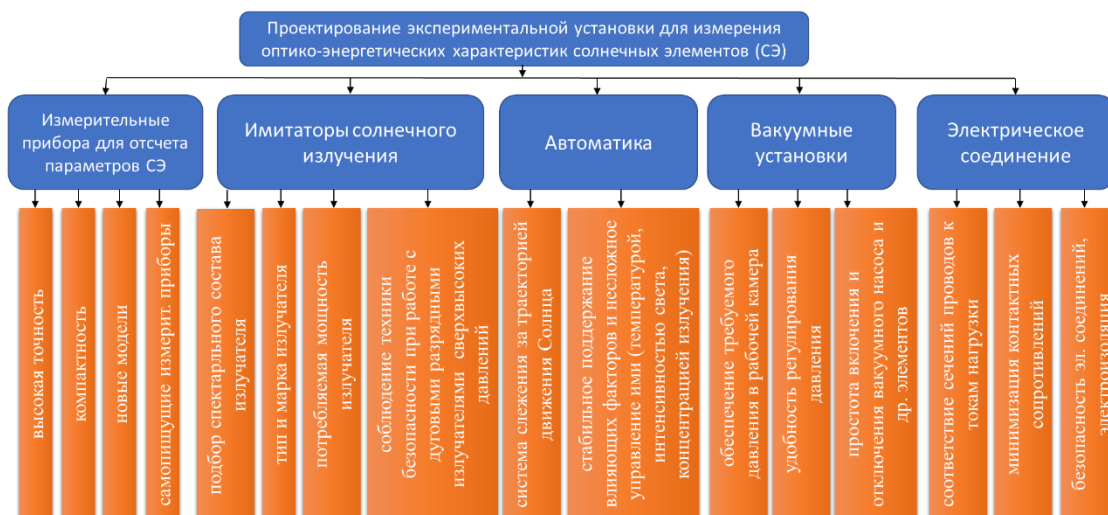 Проектирование экспериментальной установки для измерения
оптико-энергетических характеристик солнечных элементов (СЭ)
Измерительные
прибора для отсчета
параметров СЭ
Имитаторы солнечного
излучения
Автоматика
Вакуумные
установки
Электрическое
соединение
высокая точность
компактность
новые модели
самопишущие измерит. приборы
подбор спектарльного состава
излучателя
тип и марка излучателя
потребляемая мощность
излучателя
соблюдение техники
безопасности при работе с
дуговыми разрядными
излучателями сверхвысоких
давлений
система слежения за траекторией
движения Солнца
стабильное поддержание
влияющих факторов и несложное
управление ими (температурой,
интенсивностью света,
концентрацией излучения)
обеспечение требуемого
давления в рабочей камера
удобность регулирования
давления
простота включения и
отключения вакуумного насоса и
др. элементов
соответствие сечений проводов к
токам нагрузки
минимизация контактных
сопротивлений
безопасность эл. соединений,
электроизоляция